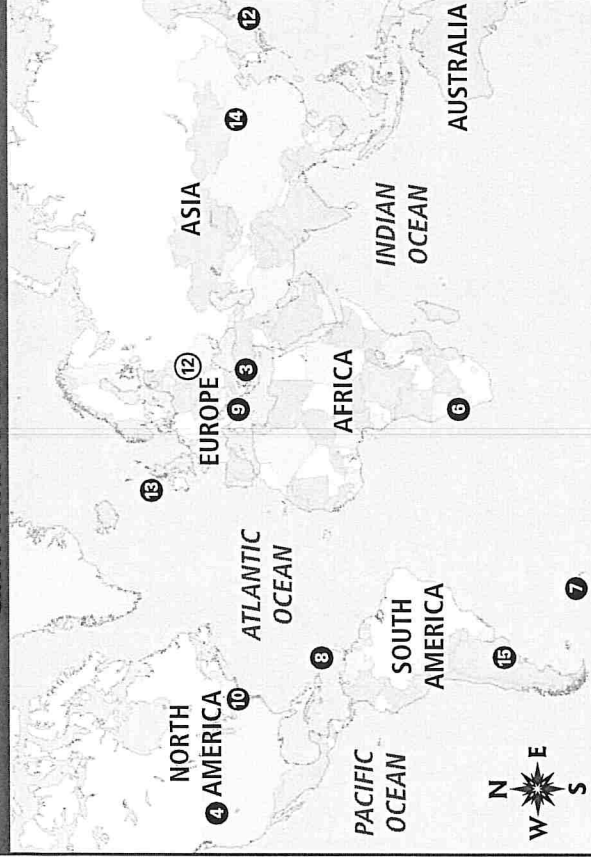 NORTH
AMERICA
ATLANTIC
OCEAN
PACIFIC
OCEAN
SOUTH
AMERICA
EUROPE
ASIA
AFRICA
INDIAN
OCEAN
AUSTRALIA
4
10
8
15
7
13
9
12
3
6
14
12
N
W
E
S